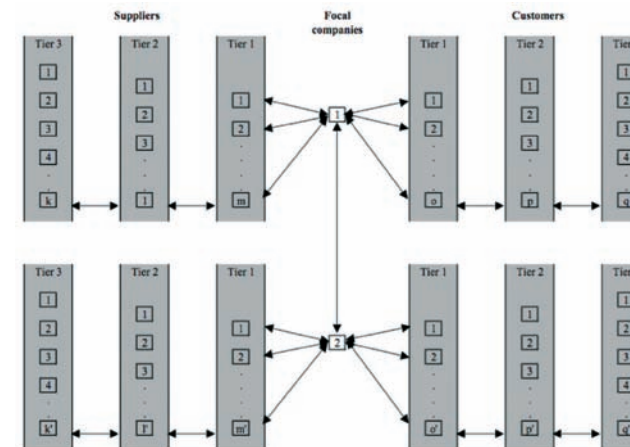 Suppliers
Focal
companies
Customers
Tier 3 Tier 2 Tier 1 Tier 1 Tier 2 Tier
1 1 1 1 1 1 1
2 2 2 2 2 2
3 3 3 3
4 4
k l m o p q
Tier 3 Tier 2 Tier 1 Tier 1 Tier 2 Tier
1 1 1 2 1 1 1
2 2 2 2 2 2
3 3 3 3
4 4
k' l' m' o' p' q'